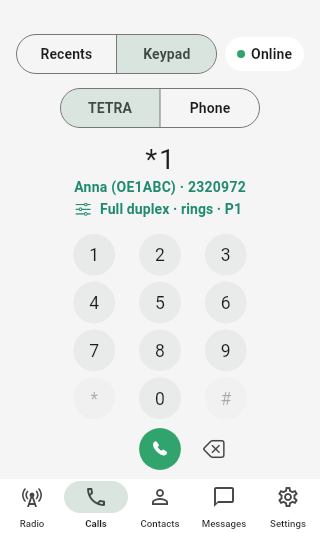 Recents Keypad Online
TETRA Phone
*1
Anna (OE1ABC) · 2320972
Full duplex · rings · P1
1 2 3
4 5 6
7 8 9
* 0 #
Radio Calls Contacts Messages Settings